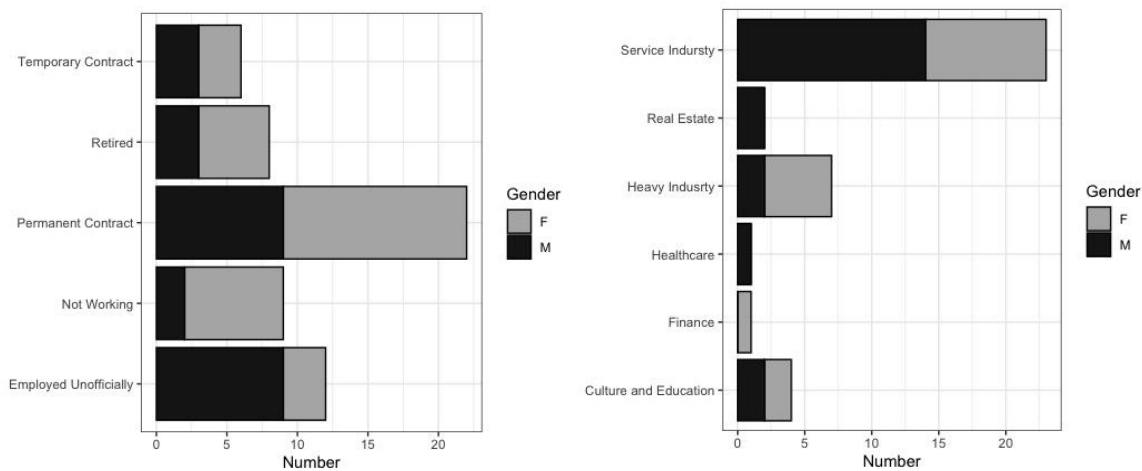 Temporary Contract
Retired
Permanent Contract
Not Working
Employed Unofficially
0 5 10 15 20
Number
Gender
F
M
Service Indursty
Real Estate
Heavy Indusrty
Healthcare
Finance
Culture and Education
0 5 10 15 20
Number
Gender
F
M